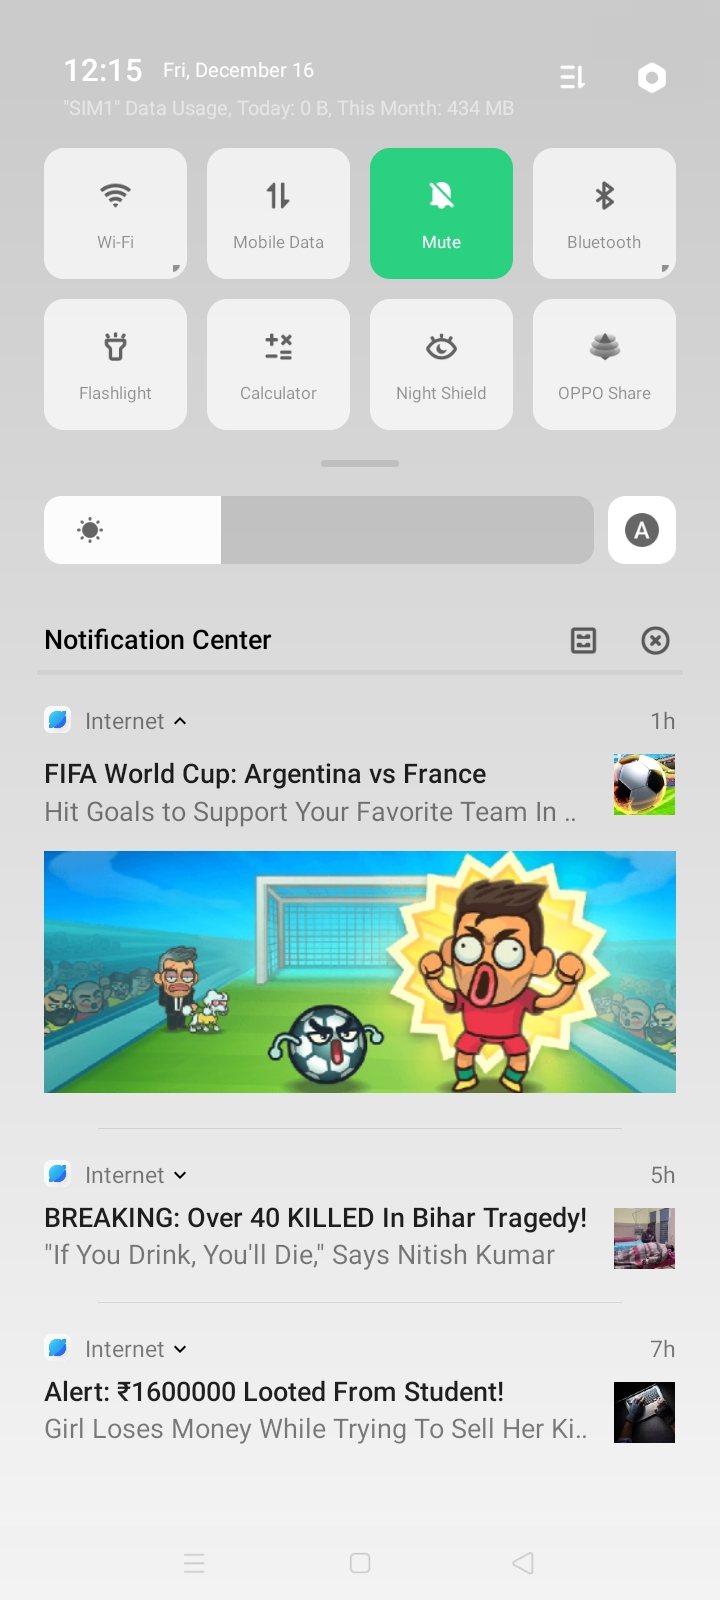 12:15 Fri, December 16
"SIM1" Data Usage, Today: 0 B, This Month: 434 MB
Wi-Fi Mobile Data Mute Bluetooth
Flashlight Calculator Night Shield OPPO Share
A
Notification Center
Internet 1h
FIFA World Cup: Argentina vs France
Hit Goals to Support Your Favorite Team In ..
Internet 5h
BREAKING: Over 40 KILLED In Bihar Tragedy!
"If You Drink, You'll Die," Says Nitish Kumar
Internet 7h
Alert: ₹1600000 Looted From Student!
Girl Loses Money While Trying To Sell Her Ki..